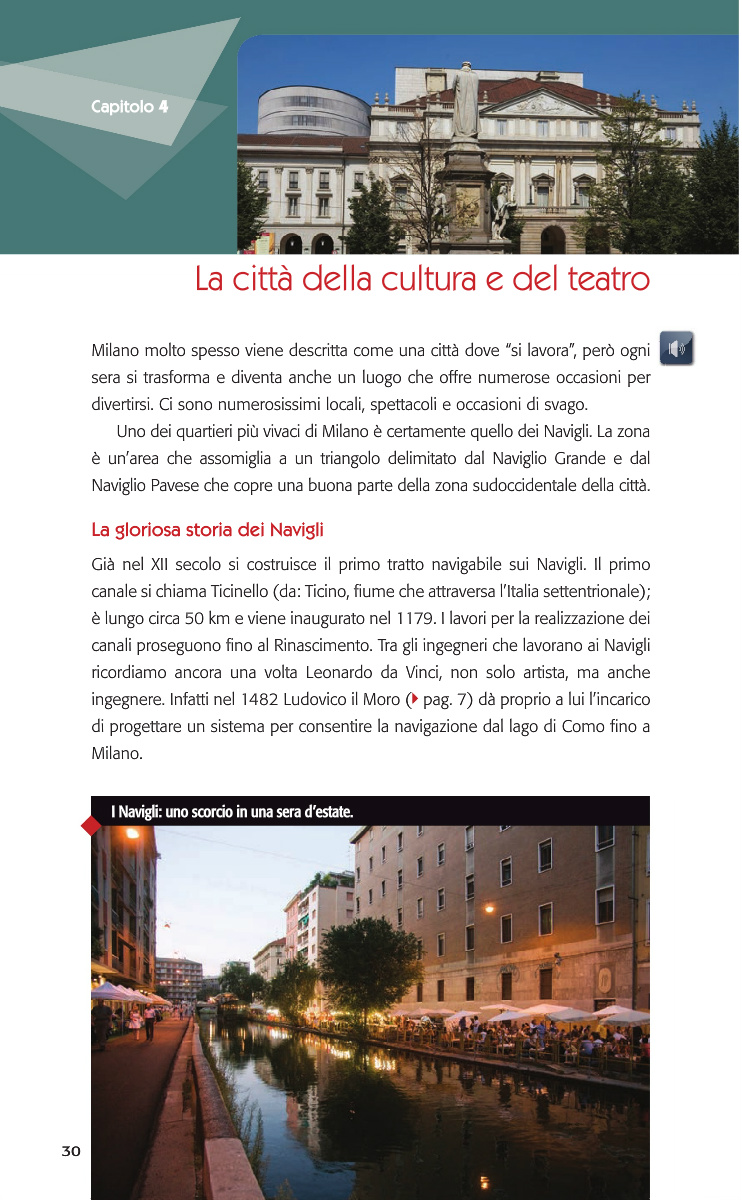 Capitolo 4
La città della cultura e del teatro
Milano molto spesso viene descritta come una città dove “si lavora”, però ogni
sera si trasforma e diventa anche un luogo che offre numerose occasioni per
divertirsi. Ci sono numerosissimi locali, spettacoli e occasioni di svago.
Uno dei quartieri più vivaci di Milano è certamente quello dei Navigli. La zona
è un’area che assomiglia a un triangolo delimitato dal Naviglio Grande e dal
Naviglio Pavese che copre una buona parte della zona sudoccidentale della città.
La gloriosa storia dei Navigli
Già nel XII secolo si costruisce il primo tratto navigabile sui Navigli. Il primo
canale si chiama Ticinello (da: Ticino, fiume che attraversa l’Italia settentrionale);
è lungo circa 50 km e viene inaugurato nel 1179. I lavori per la realizzazione dei
canali proseguono fino al Rinascimento. Tra gli ingegneri che lavorano ai Navigli
ricordiamo ancora una volta Leonardo da Vinci, non solo artista, ma anche
ingegnere. Infatti nel 1482 Ludovico il Moro (pag. 7) dà proprio a lui l’incarico
di progettare un sistema per consentire la navigazione dal lago di Como fino a
Milano.
I Navigli: uno scorcio in una sera d’estate.
30